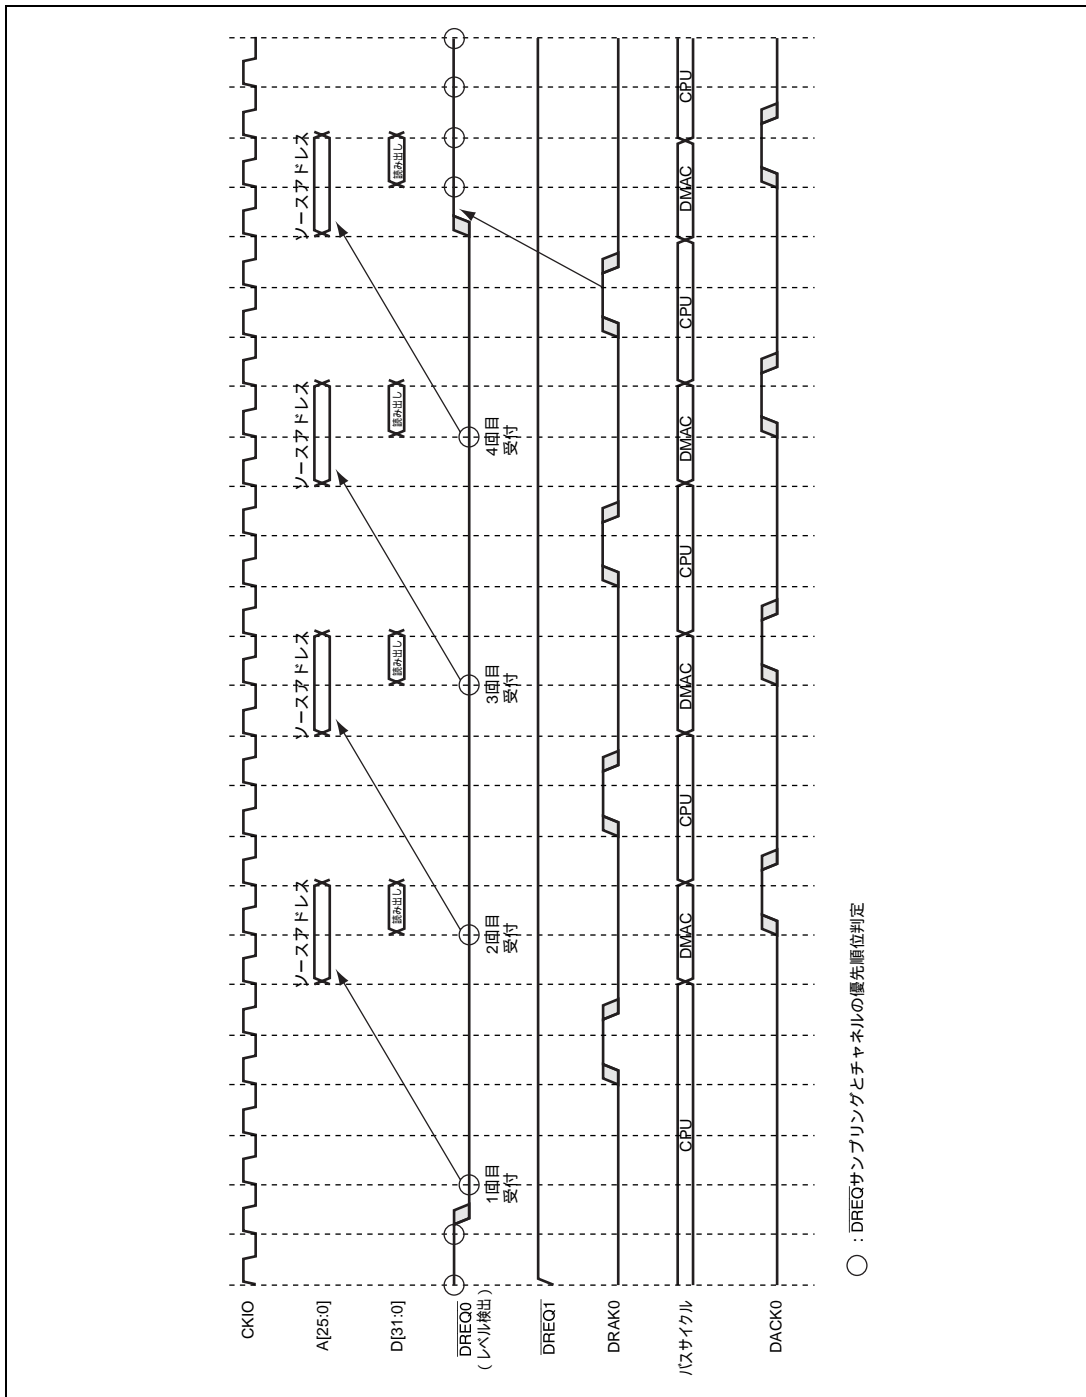 CKIO
A[25:0]
ソースアドレス
ソースアドレス
ソースアドレス
ソースアドレス
D[31:0]
読み出し
読み出し
読み出し
読み出し
DREQ0
(レベル検出)
1回目
受付
2回目
受付
3回目
受付
4回目
受付
DREQ1
DRAK0
バスサイクル
CPU
DMAC
CPU
DMAC
CPU
DMAC
CPU
DMAC
CPU
DACK0
○ : DREQサンプリングとチャネルの優先順位判定